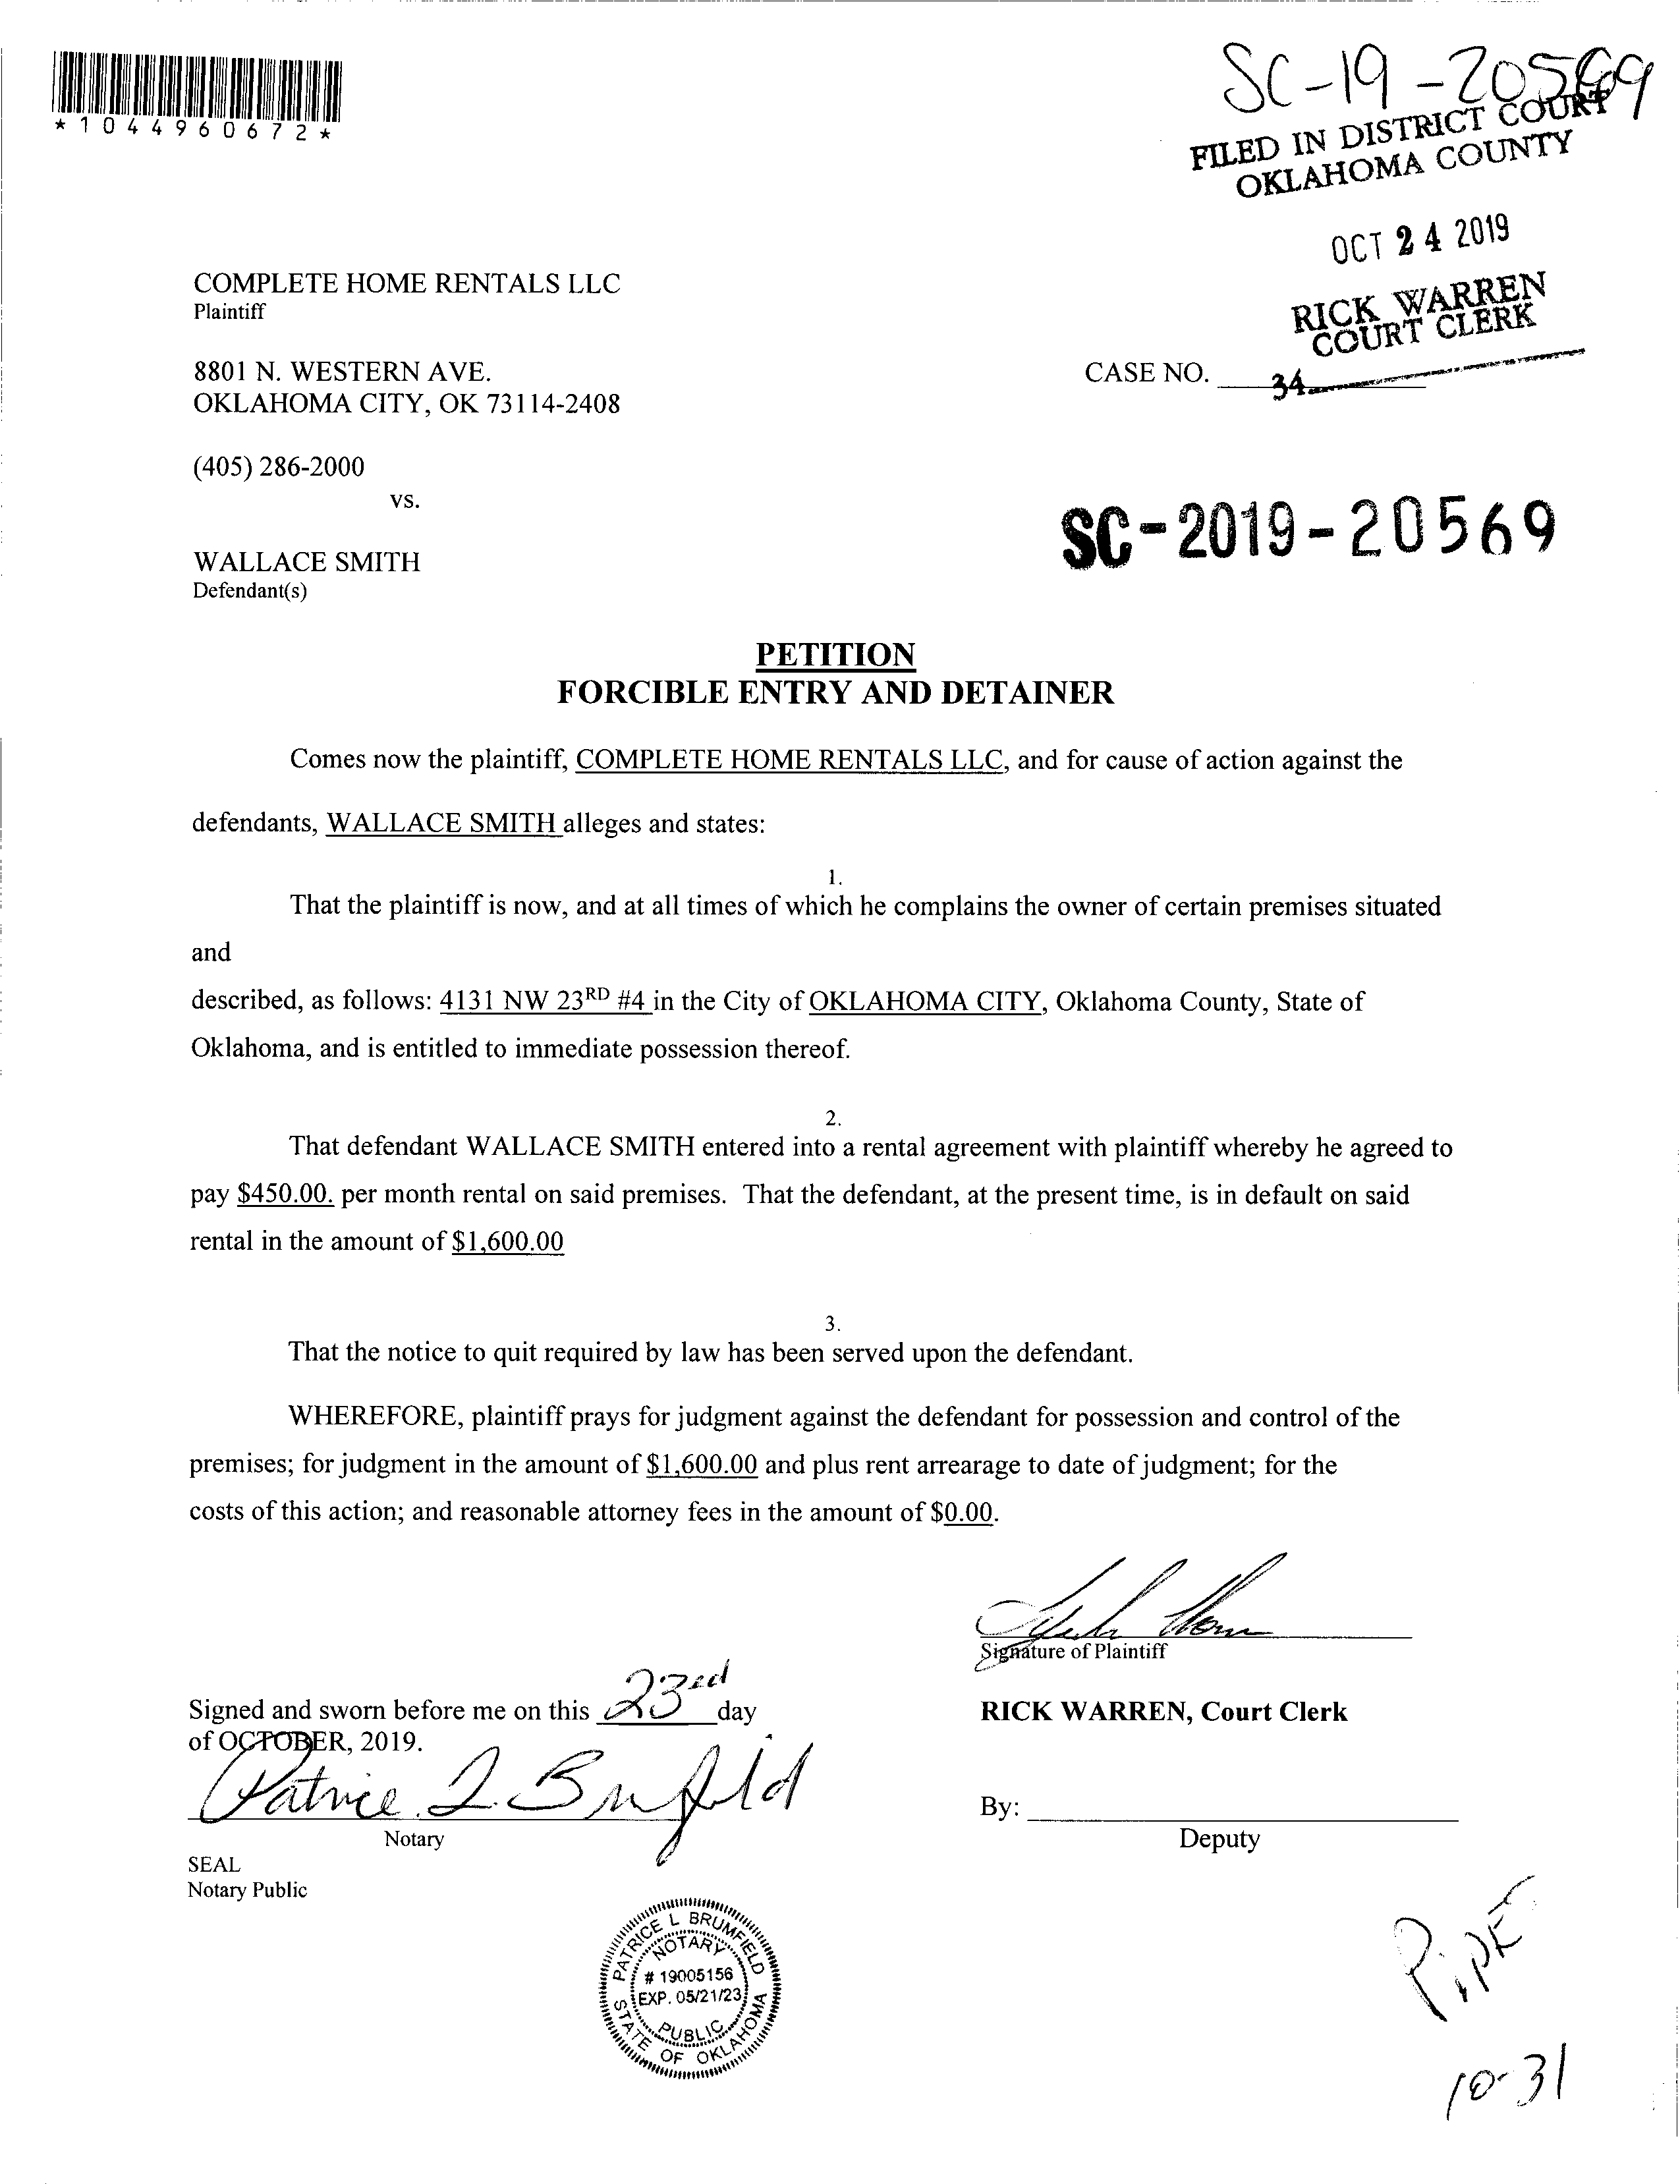 *1044960672*
SC-19-20569
FILED IN DISTRICT COURT
OKLAHOMA COUNTY
OCT 24 2019
RICK WARREN
COURT CLERK
34
COMPLETE HOME RENTALS LLC
Plaintiff
8801 N. WESTERN AVE.
OKLAHOMA CITY, OK 73114-2408
CASE NO.
(405) 286-2000
vs.
SC-2019-20569
WALLACE SMITH
Defendant(s)
PETITION
FORCIBLE ENTRY AND DETAINER
Comes now the plaintiff, COMPLETE HOME RENTALS LLC, and for cause of action against the
defendants, WALLACE SMITH alleges and states:
1.
That the plaintiff is now, and at all times of which he complains the owner of certain premises situated
and
described, as follows: 4131 NW 23RD #4 in the City of OKLAHOMA CITY, Oklahoma County, State of
Oklahoma, and is entitled to immediate possession thereof.
2.
That defendant WALLACE SMITH entered into a rental agreement with plaintiff whereby he agreed to
pay $450.00. per month rental on said premises. That the defendant, at the present time, is in default on said
rental in the amount of $1,600.00
3.
That the notice to quit required by law has been served upon the defendant.
WHEREFORE, plaintiff prays for judgment against the defendant for possession and control of the
premises; for judgment in the amount of $1,600.00 and plus rent arrearage to date of judgment; for the
costs of this action; and reasonable attorney fees in the amount of $0.00.
Signature of Plaintiff
Signed and sworn before me on this 23rd day
of OCTOBER, 2019.
RICK WARREN, Court Clerk
Patrice L Brumfield
Notary
By:
Deputy
SEAL
Notary Public
PATRICE L BRUMFIELD
NOTARY
# 19005156
EXP. 05/21/23
PUBLIC
STATE OF OKLAHOMA
10-31